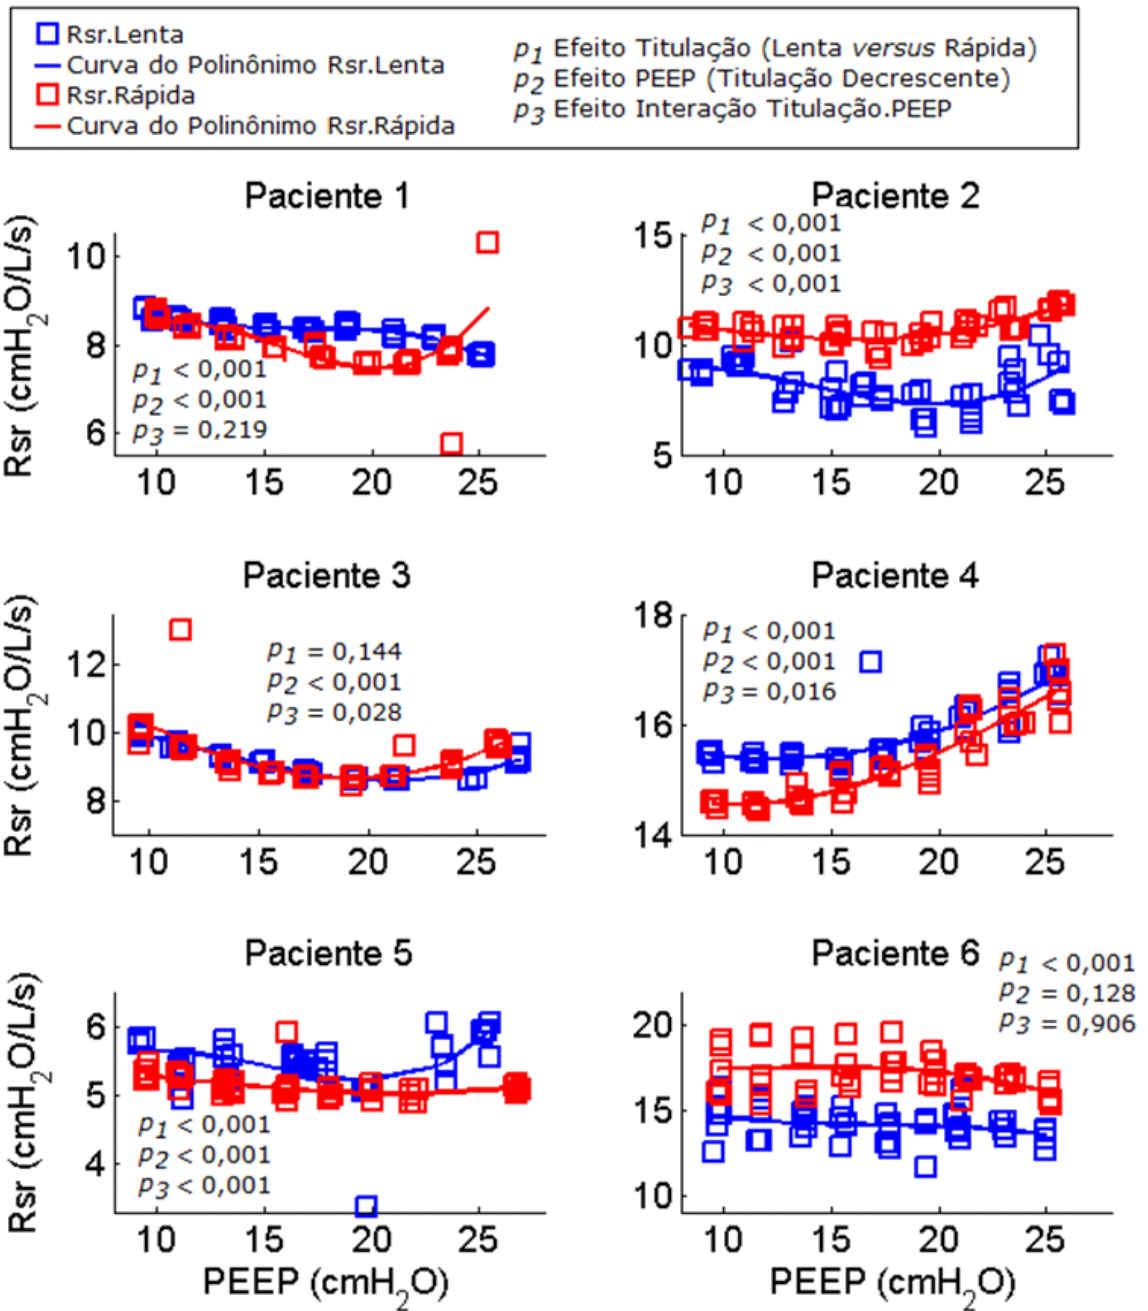 Rsr.Lenta
Curva do Polinônimo Rsr.Lenta
Rsr.Rápida
Curva do Polinônimo Rsr.Rápida
p1 Efeito Titulação (Lenta versus Rápida)
p2 Efeito PEEP (Titulação Decrescente)
p3 Efeito Interação Titulação.PEEP
Paciente 1
Rsr (cmH2O/L/s)
10
8
6
p1 < 0,001
p2 < 0,001
p3 = 0,219
10 15 20 25
Paciente 2
15
10
5
p1 < 0,001
p2 < 0,001
p3 < 0,001
10 15 20 25
Paciente 3
Rsr (cmH2O/L/s)
12
10
8
p1 = 0,144
p2 < 0,001
p3 = 0,028
10 15 20 25
Paciente 4
18
16
14
p1 < 0,001
p2 < 0,001
p3 = 0,016
10 15 20 25
Paciente 5
Rsr (cmH2O/L/s)
6
5
4
p1 < 0,001
p2 < 0,001
p3 < 0,001
10 15 20 25
PEEP (cmH2O)
Paciente 6
20
15
10
p1 < 0,001
p2 = 0,128
p3 = 0,906
10 15 20 25
PEEP (cmH2O)